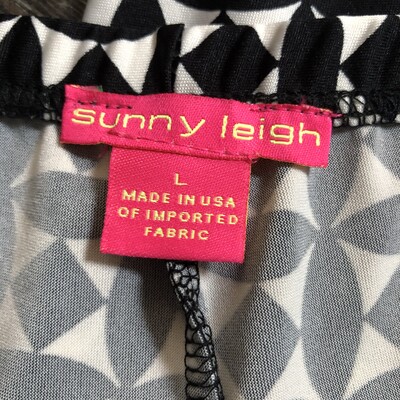 sunny leigh
L
MADE IN USA
OF IMPORTED
FABRIC